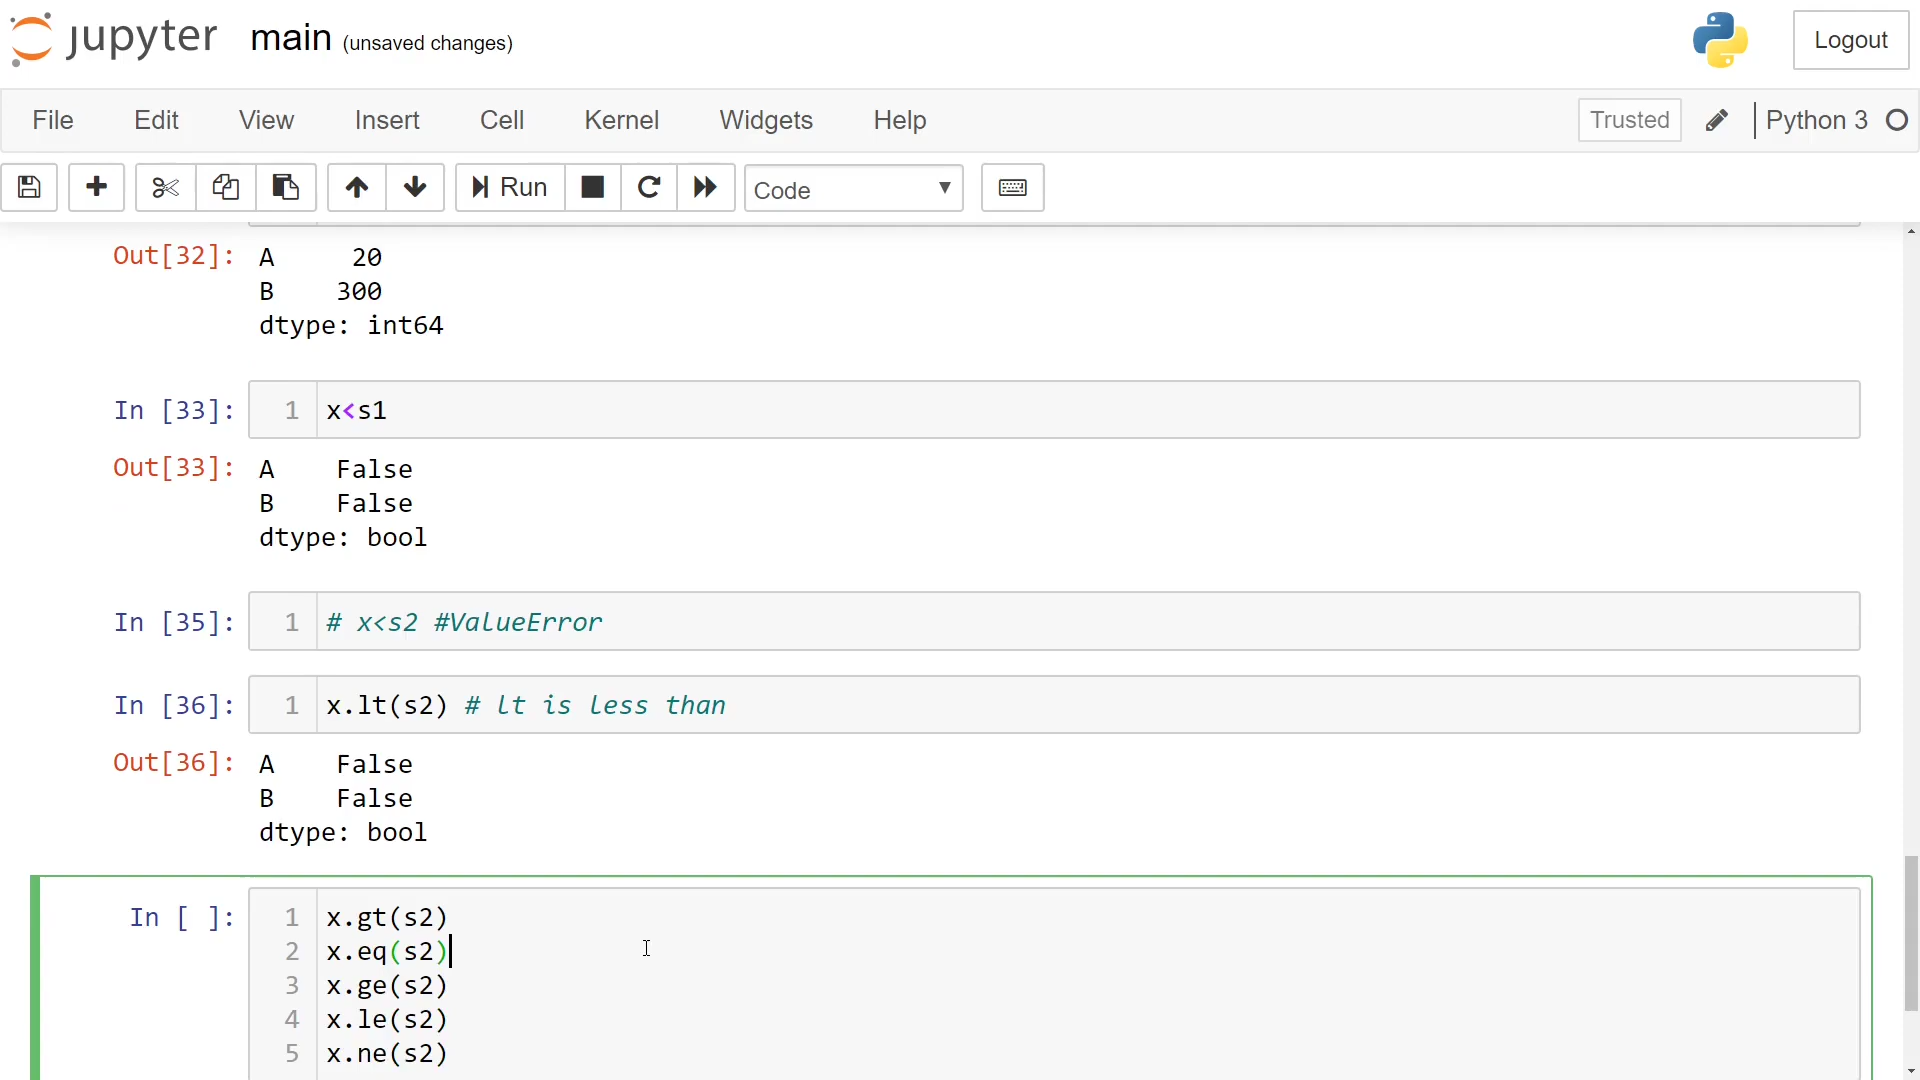 jupyter main (unsaved changes) Logout
File Edit View Insert Cell Kernel Widgets Help Trusted Python 3
Run Code
Out[32]: A 20
B 300
dtype: int64
In [33]: 1 x<s1
Out[33]: A False
B False
dtype: bool
In [35]: 1 # x<s2 #ValueError
In [36]: 1 x.lt(s2) # lt is less than
Out[36]: A False
B False
dtype: bool
In [ ]: 1 x.gt(s2)
2 x.eq(s2)
3 x.ge(s2)
4 x.le(s2)
5 x.ne(s2)